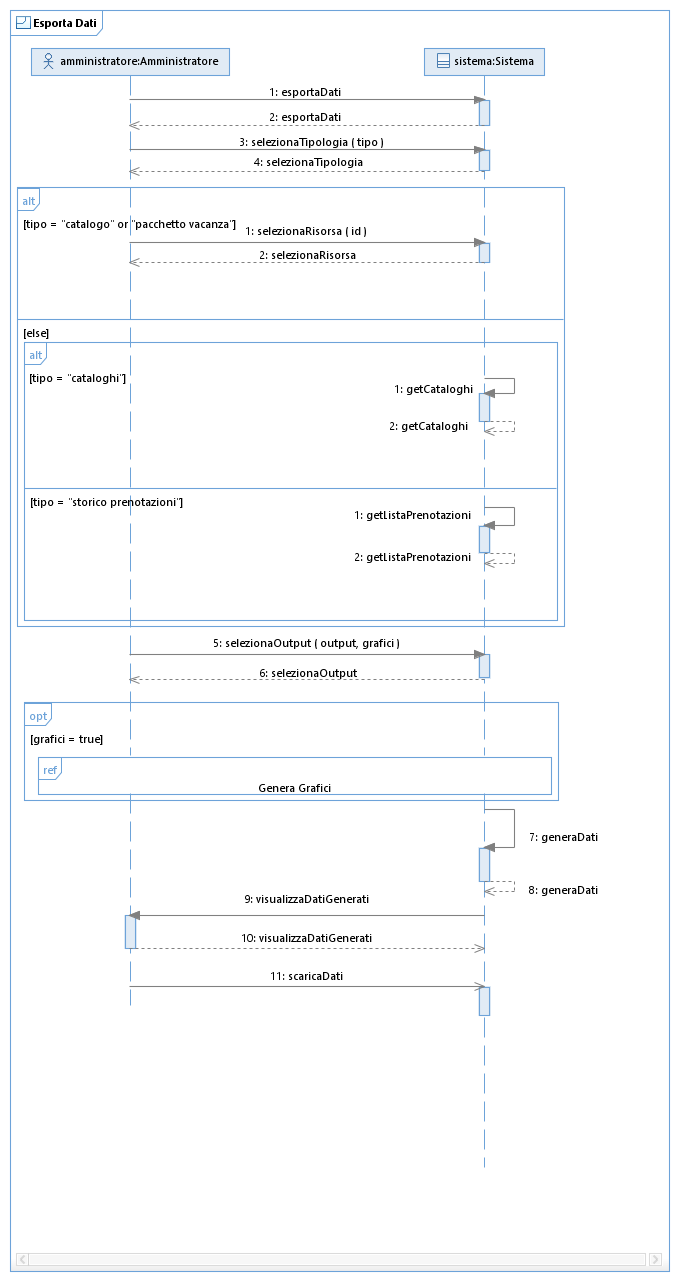 Esporta Dati
amministratore:Amministratore
sistema:Sistema
1: esportaDati
2: esportaDati
3: selezionaTipologia ( tipo )
4: selezionaTipologia
alt
[tipo = "catalogo" or "pacchetto vacanza"]
1: selezionaRisorsa ( id )
2: selezionaRisorsa
[else]
alt
[tipo = "cataloghi"]
1: getCataloghi
2: getCataloghi
[tipo = "storico prenotazioni"]
1: getListaPrenotazioni
2: getListaPrenotazioni
5: selezionaOutput ( output, grafici )
6: selezionaOutput
opt
[grafici = true]
ref
Genera Grafici
7: generaDati
8: generaDati
9: visualizzaDatiGenerati
10: visualizzaDatiGenerati
11: scaricaDati